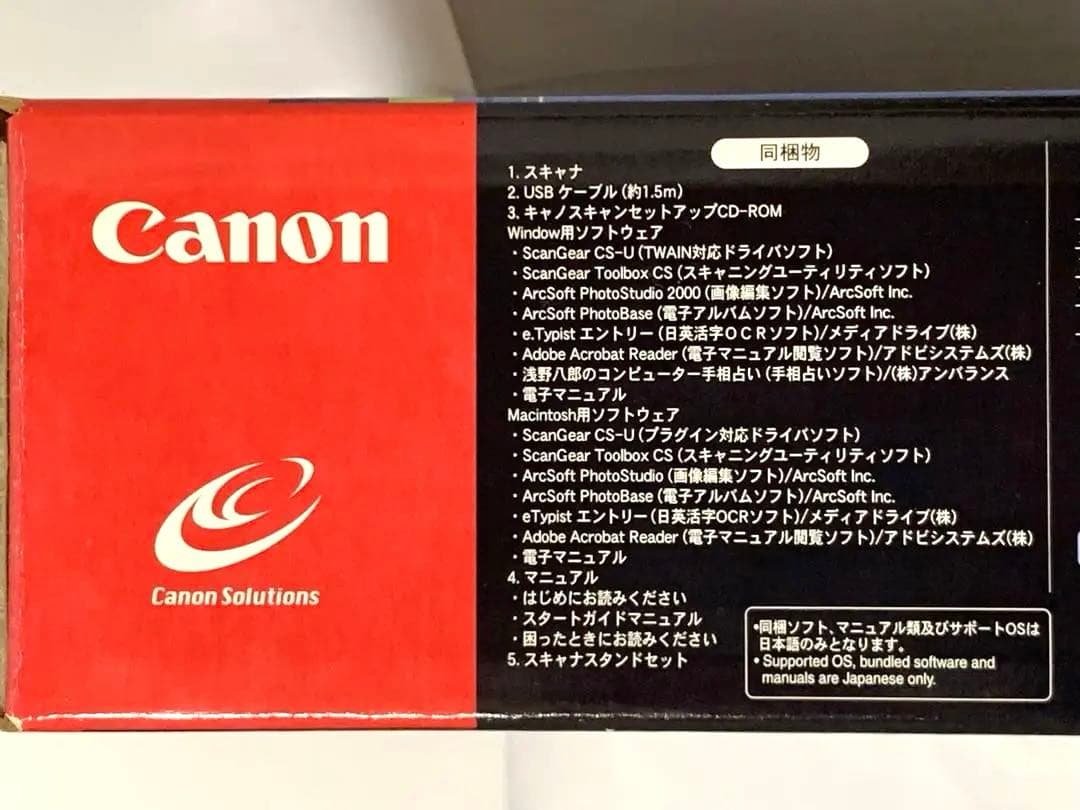 Canon
Canon Solutions
同梱物
1. スキャナ
2. USB ケーブル (約1.5m)
3. キャノスキャンセットアップCD-ROM
Window用ソフトウェア
・ScanGear CS-U (TWAIN対応ドライバソフト)
・ScanGear Toolbox CS (スキャニングユーティリティソフト)
・ArcSoft PhotoStudio 2000 (画像編集ソフト)/ArcSoft Inc.
・ArcSoft PhotoBase (電子アルバムソフト)/ArcSoft Inc.
・e.Typist エントリー (日英活字ＯＣＲソフト)/メディアドライブ(株)
・Adobe Acrobat Reader (電子マニュアル閲覧ソフト)/アドビシステムズ(株)
・浅野八郎のコンピューター手相占い (手相占いソフト)/(株)アンバランス
・電子マニュアル
Macintosh用ソフトウェア
・ScanGear CS-U (プラグイン対応ドライバソフト)
・ScanGear Toolbox CS (スキャニングユーティリティソフト)
・ArcSoft PhotoStudio (画像編集ソフト)/ArcSoft Inc.
・ArcSoft PhotoBase (電子アルバムソフト)/ArcSoft Inc.
・eTypist エントリー (日英活字OCRソフト)/メディアドライブ(株)
・Adobe Acrobat Reader (電子マニュアル閲覧ソフト)/アドビシステムズ(株)
・電子マニュアル
4. マニュアル
・はじめにお読みください
・スタートガイドマニュアル
・困ったときにお読みください
5. スキャナスタンドセット
•同梱ソフト、マニュアル類及びサポートOSは
日本語のみとなります。
• Supported OS, bundled software and
manuals are Japanese only.